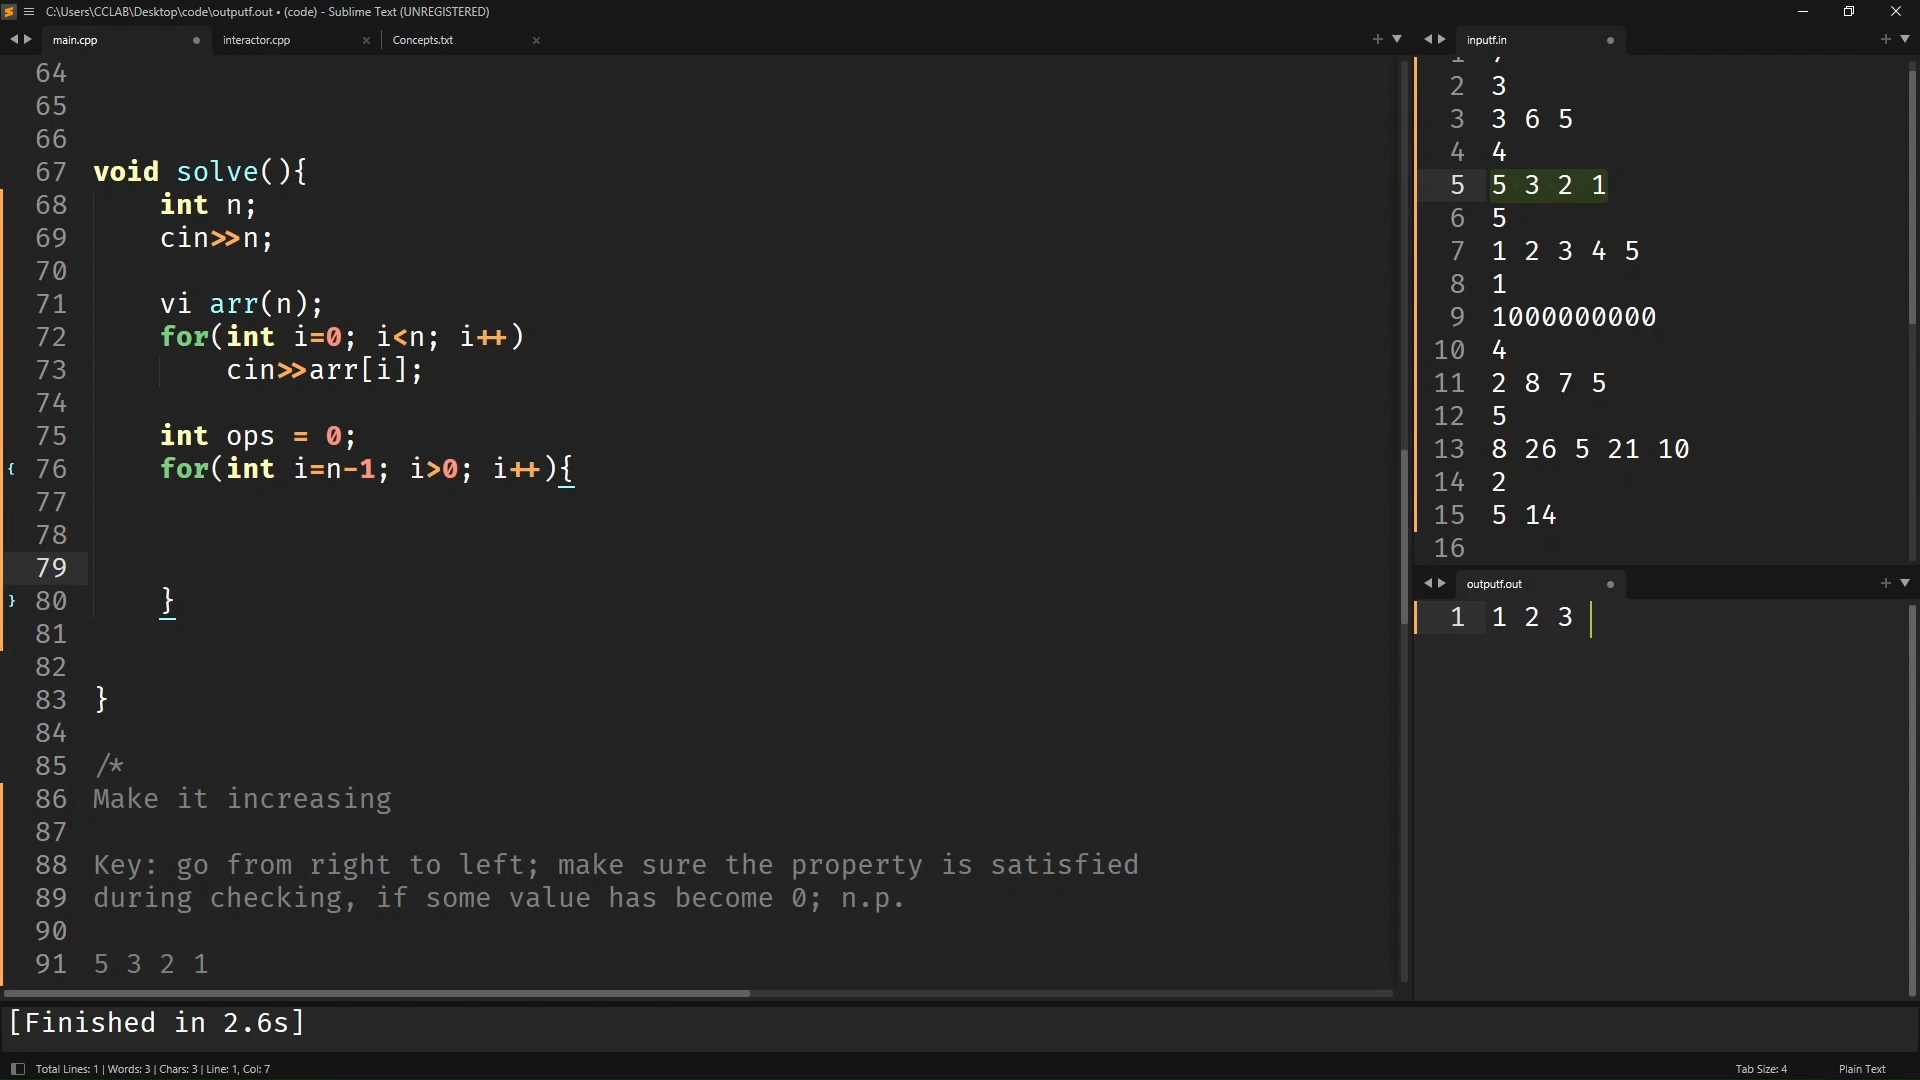 C:\Users\CCLAB\Desktop\code\outputf.out • (code) - Sublime Text (UNREGISTERED)
main.cpp
interactor.cpp
Concepts.txt
64
65
66
67 void solve(){
68 int n;
69 cin>>n;
70
71 vi arr(n);
72 for(int i=0; i<n; i++)
73 cin>>arr[i];
74
75 int ops = 0;
76 for(int i=n-1; i>0; i++){
77
78
79
80 }
81
82
83 }
84
85 /*
86 Make it increasing
87
88 Key: go from right to left; make sure the property is satisfied
89 during checking, if some value has become 0; n.p.
90
91 5 3 2 1
inputf.in
2 3
3 3 6 5
4 4
5 5 3 2 1
6 5
7 1 2 3 4 5
8 1
9 1000000000
10 4
11 2 8 7 5
12 5
13 8 26 5 21 10
14 2
15 5 14
16
outputf.out
1 1 2 3
[Finished in 2.6s]
Total Lines: 1 | Words: 3 | Chars: 3 | Line: 1, Col: 7
Tab Size: 4
Plain Text